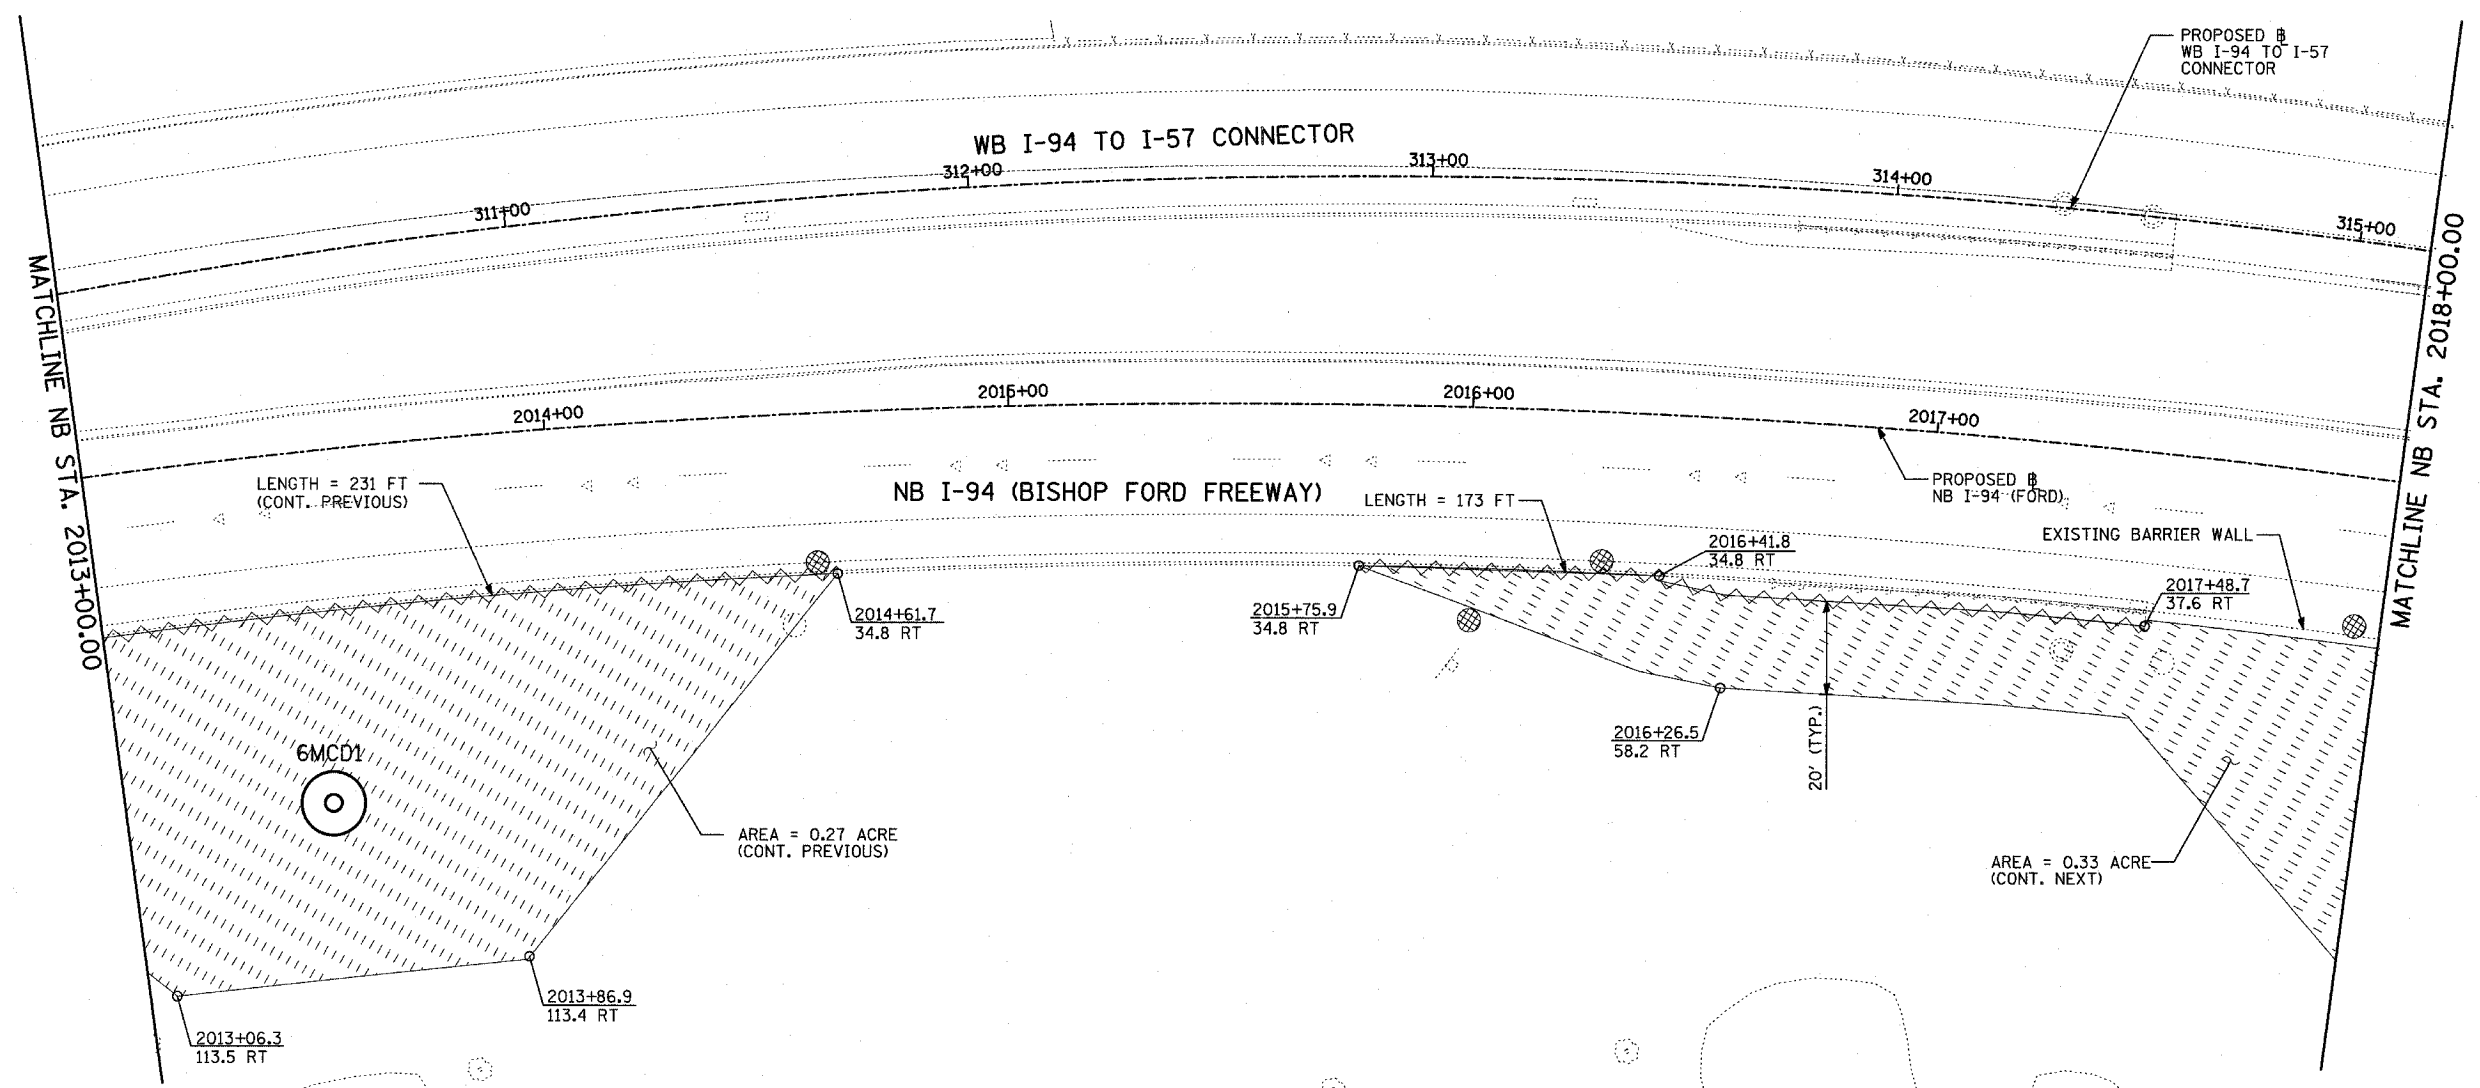 PROPOSED ⅊
WB I-94 TO I-57
CONNECTOR
WB I-94 TO I-57 CONNECTOR
311+00
312+00
313+00
314+00
315+00
MATCHLINE NB STA. 2013+00.00
MATCHLINE NB STA. 2018+00.00
2014+00
2015+00
2016+00
2017+00
LENGTH = 231 FT
(CONT. PREVIOUS)
NB I-94 (BISHOP FORD FREEWAY)
LENGTH = 173 FT
PROPOSED ⅊
NB I-94 (FORD)
EXISTING BARRIER WALL
2014+61.7
34.8 RT
2015+75.9
34.8 RT
2016+41.8
34.8 RT
2017+48.7
37.6 RT
2016+26.5
58.2 RT
20' (TYP.)
6MCD1
AREA = 0.27 ACRE
(CONT. PREVIOUS)
AREA = 0.33 ACRE
(CONT. NEXT)
2013+86.9
113.4 RT
2013+06.3
113.5 RT